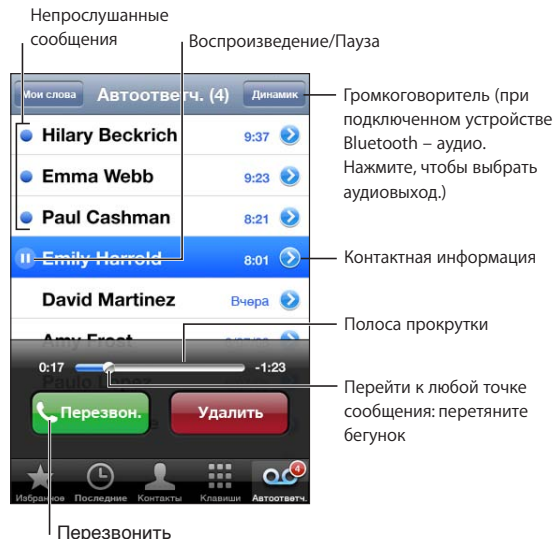 Непрослушанные
сообщения
Воспроизведение/Пауза
Мои слова
Автоответч. (4)
Динамик
Hilary Beckrich 9:37
Emma Webb 9:23
Paul Cashman 8:21
Emily Harrold 8:01
David Martinez Вчера
Amy Frost
0:17 -1:23
Paulo Lopez
Перезвон.
Удалить
Избранное Последние Контакты Клавиши Автоответч.
4
Громкоговоритель (при
подключенном устройстве
Bluetooth – аудио.
Нажмите, чтобы выбрать
аудиовыход.)
Контактная информация
Полоса прокрутки
Перейти к любой точке
сообщения: перетяните
бегунок
Перезвонить